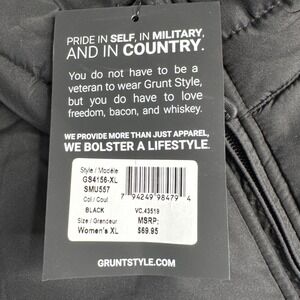 PRIDE IN SELF, IN MILITARY,
AND IN COUNTRY.
You do not have to be a
veteran to wear Grunt Style,
but you do have to love
freedom, bacon, and whiskey.
WE PROVIDE MORE THAN JUST APPAREL,
WE BOLSTER A LIFESTYLE.
Style / Modèle
GS4156-XL
SMU557
Col / Coul
BLACK
Size / Grandeur
Women's XL
7 94249 98479 4
VC.43519
MSRP:
$69.95
GRUNTSTYLE.COM